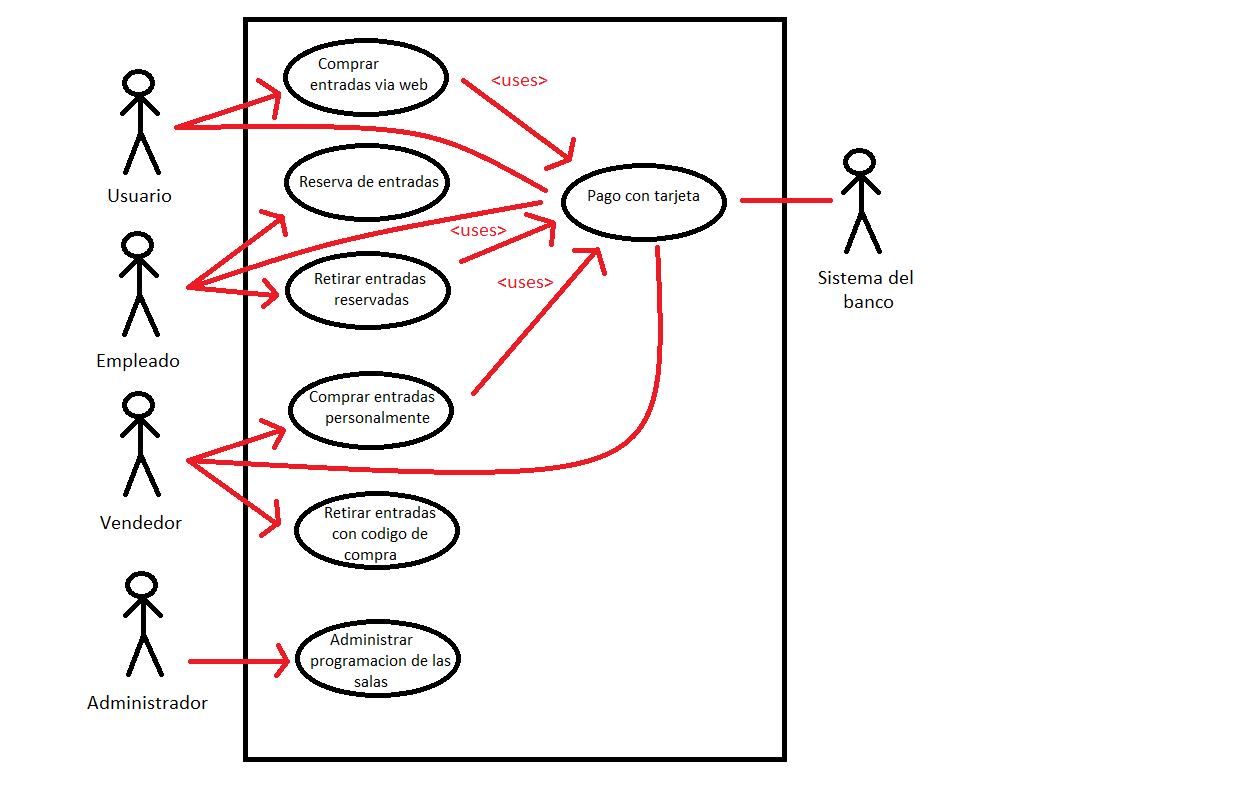 Comprar
entradas via web
<uses>
Usuario
Reserva de entradas
Pago con tarjeta
<uses>
Retirar entradas
reservadas
<uses>
Sistema del
banco
Empleado
Comprar entradas
personalmente
Vendedor
Retirar entradas
con codigo de
compra
Administrar
programacion de las
salas
Administrador